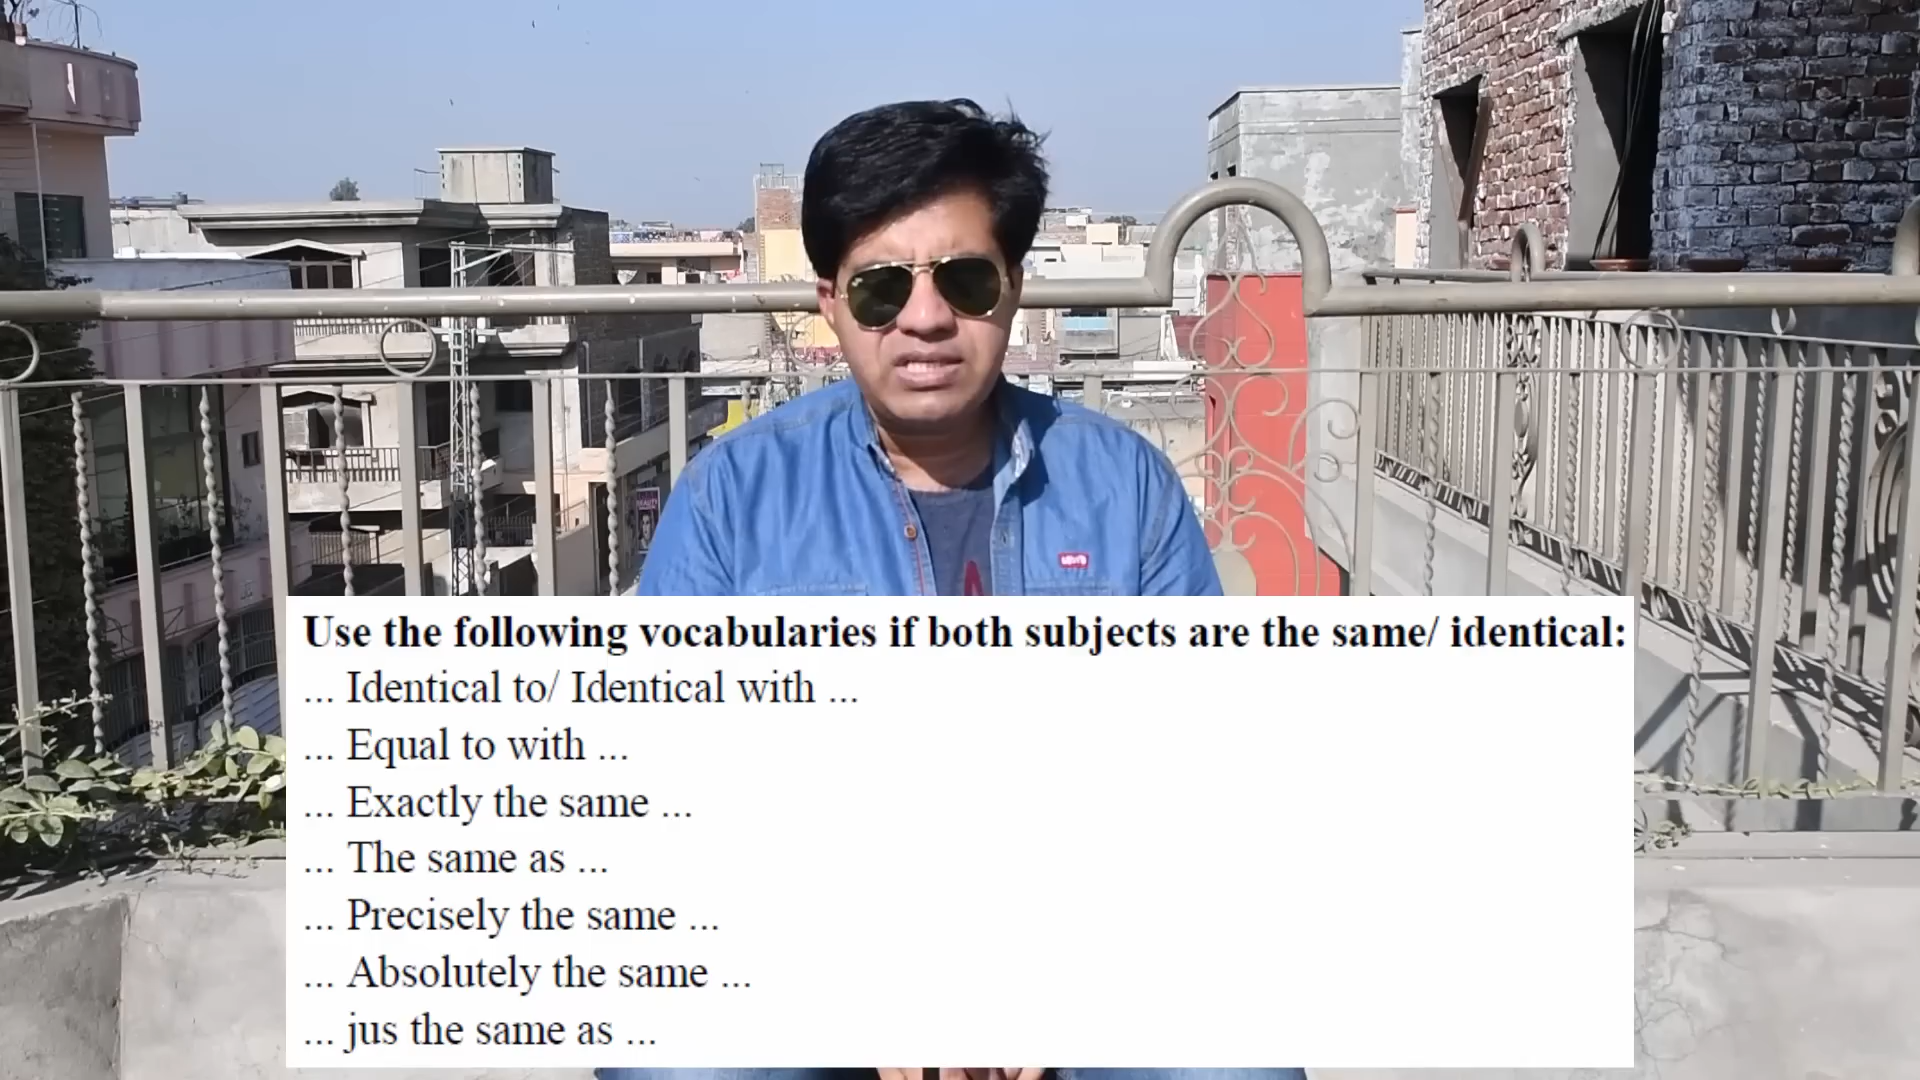 Use the following vocabularies if both subjects are the same/ identical:
... Identical to/ Identical with ...
... Equal to with ...
... Exactly the same ...
... The same as ...
... Precisely the same ...
... Absolutely the same ...
... jus the same as ...